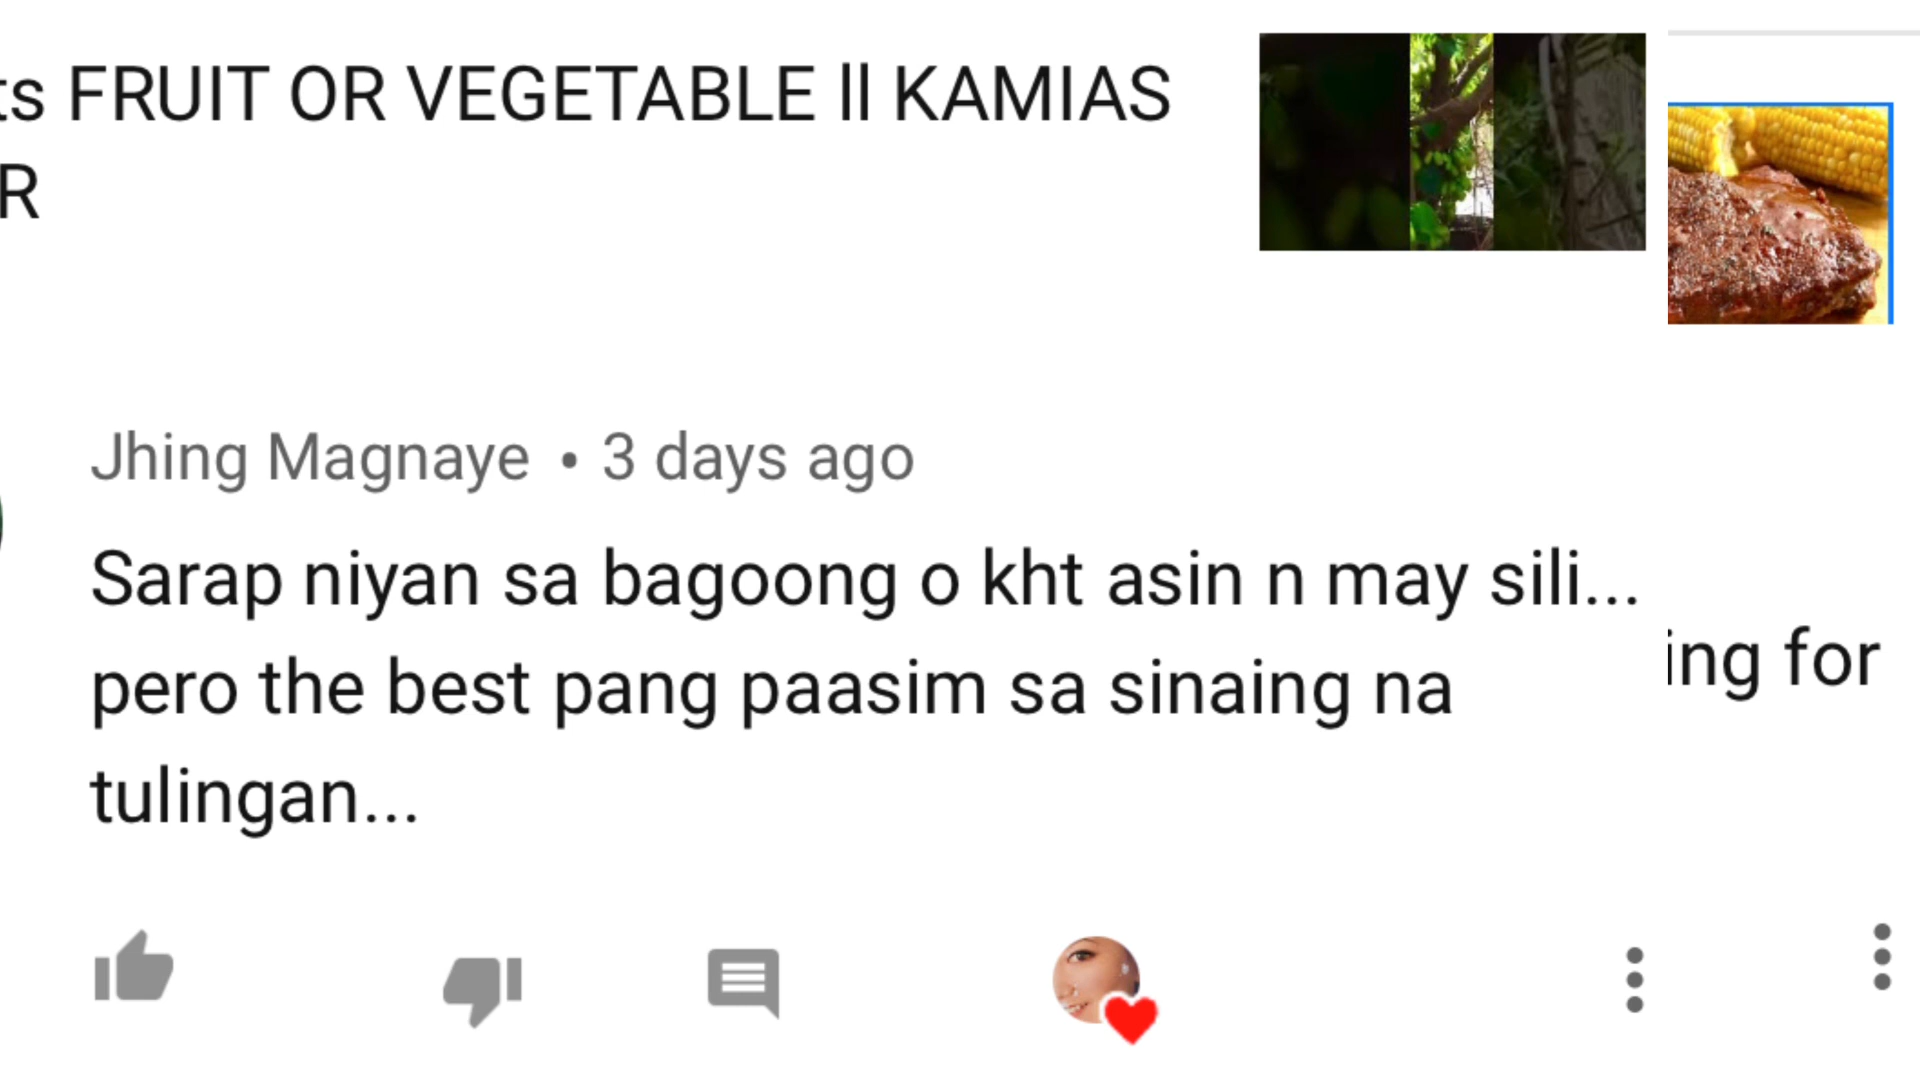 ts FRUIT OR VEGETABLE ll KAMIAS
R
Jhing Magnaye • 3 days ago
Sarap niyan sa bagoong o kht asin n may sili...
pero the best pang paasim sa sinaing na
tulingan...
ing for